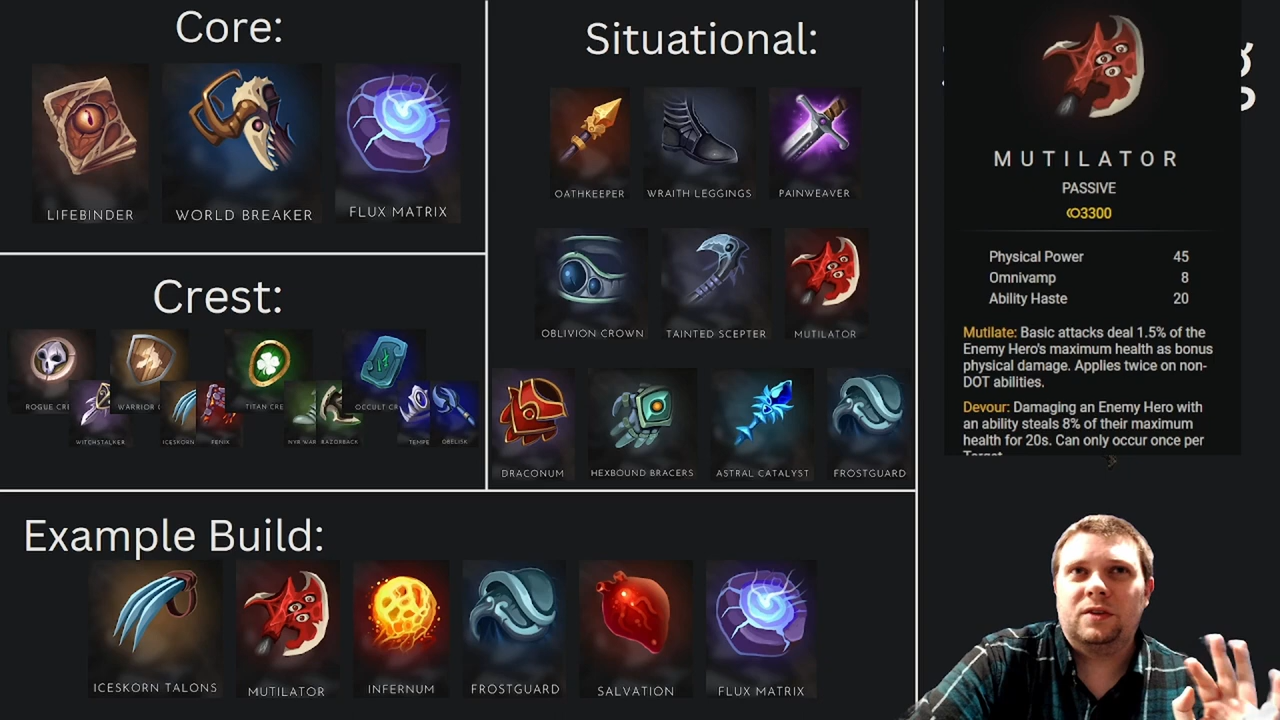 Core:
LIFEBINDER
WORLD BREAKER
FLUX MATRIX
Situational:
OATHKEEPER
WRAITH LEGGINGS
PAINWEAVER
OBLIVION CROWN
TAINTED SCEPTER
MUTILATOR
DRACONUM
HEXBOUND BRACERS
ASTRAL CATALYST
FROSTGUARD
Crest:
ROGUE CRE
WARRIOR C
TITAN CRE
OCCULT CR
WITCHSTALKER
ICESKORN
FENIX
NYR WAR
RAZORBACK
TEMPE
OBELISK
Example Build:
ICESKORN TALONS
MUTILATOR
INFERNUM
FROSTGUARD
SALVATION
FLUX MATRIX
MUTILATOR
PASSIVE
3300
Physical Power 45
Omnivamp 8
Ability Haste 20
Mutilate: Basic attacks deal 1.5% of the
Enemy Hero's maximum health as bonus
physical damage. Applies twice on non-
DOT abilities.
Devour: Damaging an Enemy Hero with
an ability steals 8% of their maximum
health for 20s. Can only occur once per
Target